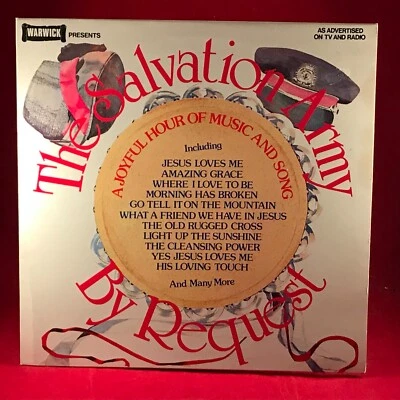 WARWICK PRESENTS
AS ADVERTISED
ON TV AND RADIO
The Salvation Army
A JOYFUL HOUR OF MUSIC AND SONG
Including
JESUS LOVES ME
AMAZING GRACE
WHERE I LOVE TO BE
MORNING HAS BROKEN
GO TELL IT ON THE MOUNTAIN
WHAT A FRIEND WE HAVE IN JESUS
THE OLD RUGGED CROSS
LIGHT UP THE SUNSHINE
THE CLEANSING POWER
YES JESUS LOVES ME
HIS LOVING TOUCH
And Many More
By Request